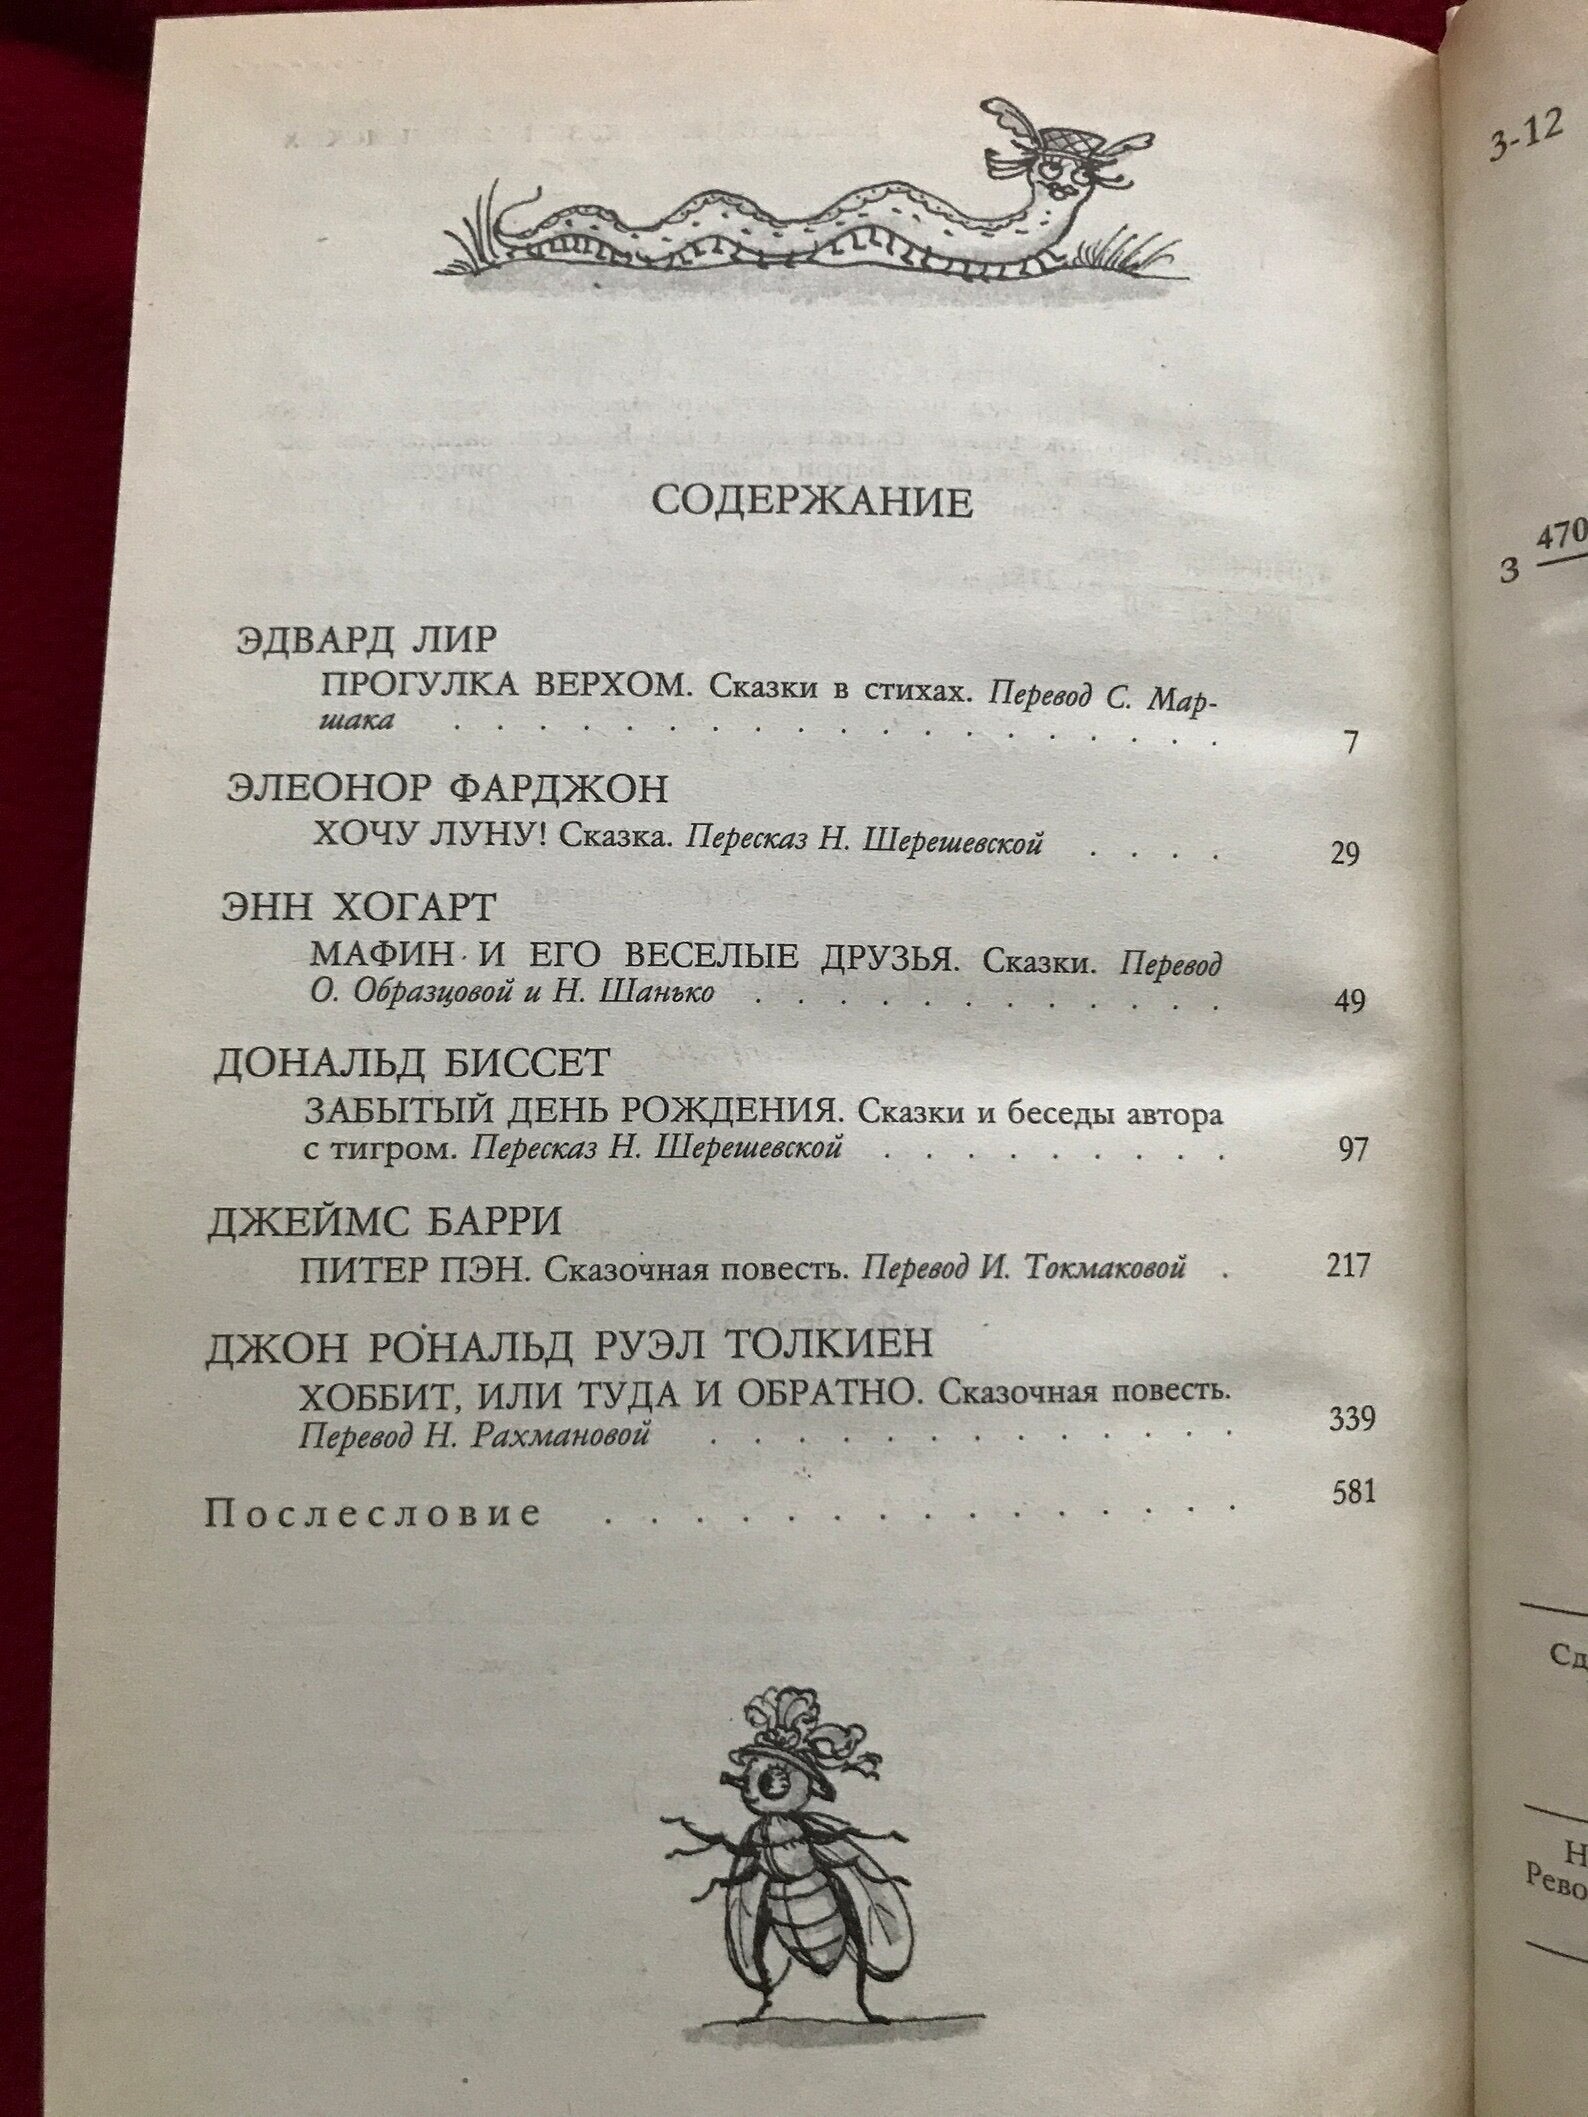 СОДЕРЖАНИЕ
ЭДВАРД ЛИР
ПРОГУЛКА ВЕРХОМ. Сказки в стихах. Перевод С. Мар-
шака . . . . . . . . . . . . . . . . . . 7
ЭЛЕОНОР ФАРДЖОН
ХОЧУ ЛУНУ! Сказка. Пересказ Н. Шерешевской . . . . 29
ЭНН ХОГАРТ
МАФИН И ЕГО ВЕСЕЛЫЕ ДРУЗЬЯ. Сказки. Перевод
О. Образцовой и Н. Шанько . . . . . . . . . . . . 49
ДОНАЛЬД БИССЕТ
ЗАБЫТЫЙ ДЕНЬ РОЖДЕНИЯ. Сказки и беседы автора
с тигром. Пересказ Н. Шерешевской . . . . . . . . . 97
ДЖЕЙМС БАРРИ
ПИТЕР ПЭН. Сказочная повесть. Перевод И. Токмаковой . 217
ДЖОН РОНАЛЬД РУЭЛ ТОЛКИЕН
ХОББИТ, ИЛИ ТУДА И ОБРАТНО. Сказочная повесть.
Перевод Н. Рахмановой . . . . . . . . . . . . . 339
Послесловие . . . . . . . . . . . . . . . 581
3-12
3 470